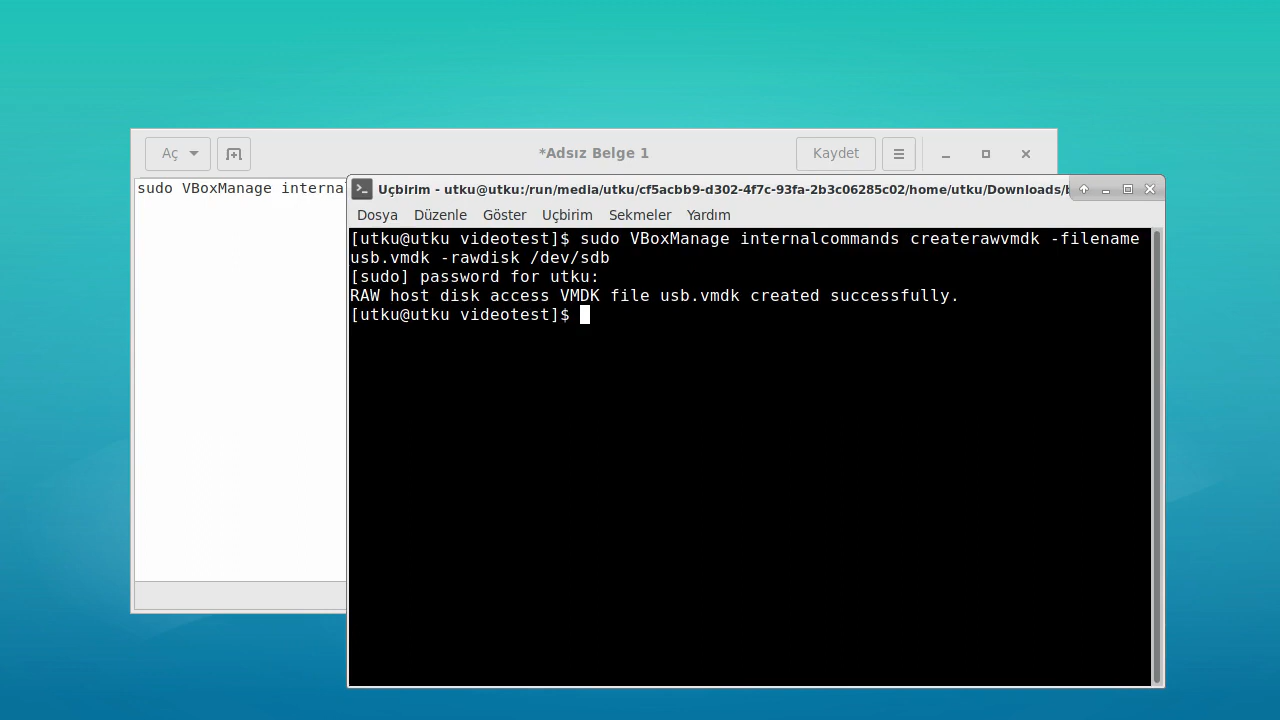 Aç
*Adsız Belge 1
Kaydet
sudo VBoxManage
Uçbirim - utku@utku:/run/media/utku/cf5acbb9-d302-4f7c-93fa-2b3c06285c02/home/utku/Downloads/
Dosya Düzenle Göster Uçbirim Sekmeler Yardım
[utku@utku videotest]$ sudo VBoxManage internalcommands createrawvmdk -filename
usb.vmdk -rawdisk /dev/sdb
[sudo] password for utku:
RAW host disk access VMDK file usb.vmdk created successfully.
[utku@utku videotest]$